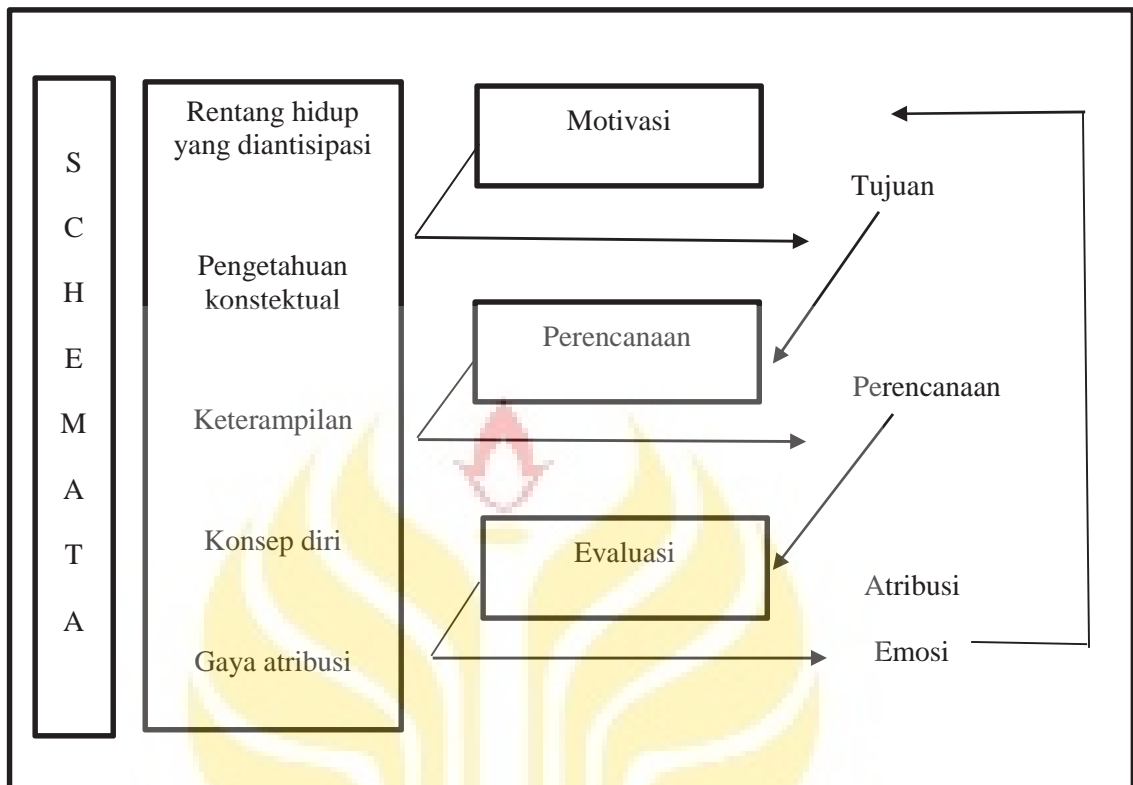 S
C
H
E
M
A
T
A
Rentang hidup
yang diantisipasi
Pengetahuan
konstektual
Keterampilan
Konsep diri
Gaya atribusi
Motivasi
Tujuan
Perencanaan
Perencanaan
Evaluasi
Atribusi
Emosi